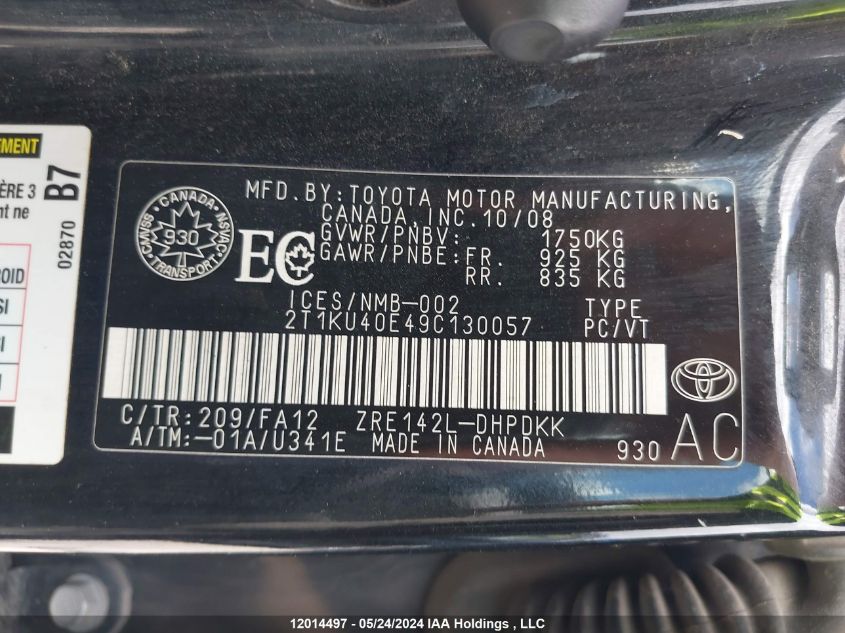 EMENT
ÈRE 3
nt ne
B7
02870
ROID
SI
SI
CMVSS CANADA NSVAC
930
TRANSPORT
EC
MFD.BY:TOYOTA MOTOR MANUFACTURING,
CANADA, INC. 10/08
GVWR/PNBV: 1750KG
GAWR/PNBE:FR. 925 KG
RR. 835 KG
ICES/NMB-002 TYPE
2T1KU40E49C130057 PC/VT
C/TR:209/FA12 ZRE142L-DHPDKK
A/TM:-01A/U341E MADE IN CANADA 930 AC
12014497 - 05/24/2024 IAA Holdings , LLC